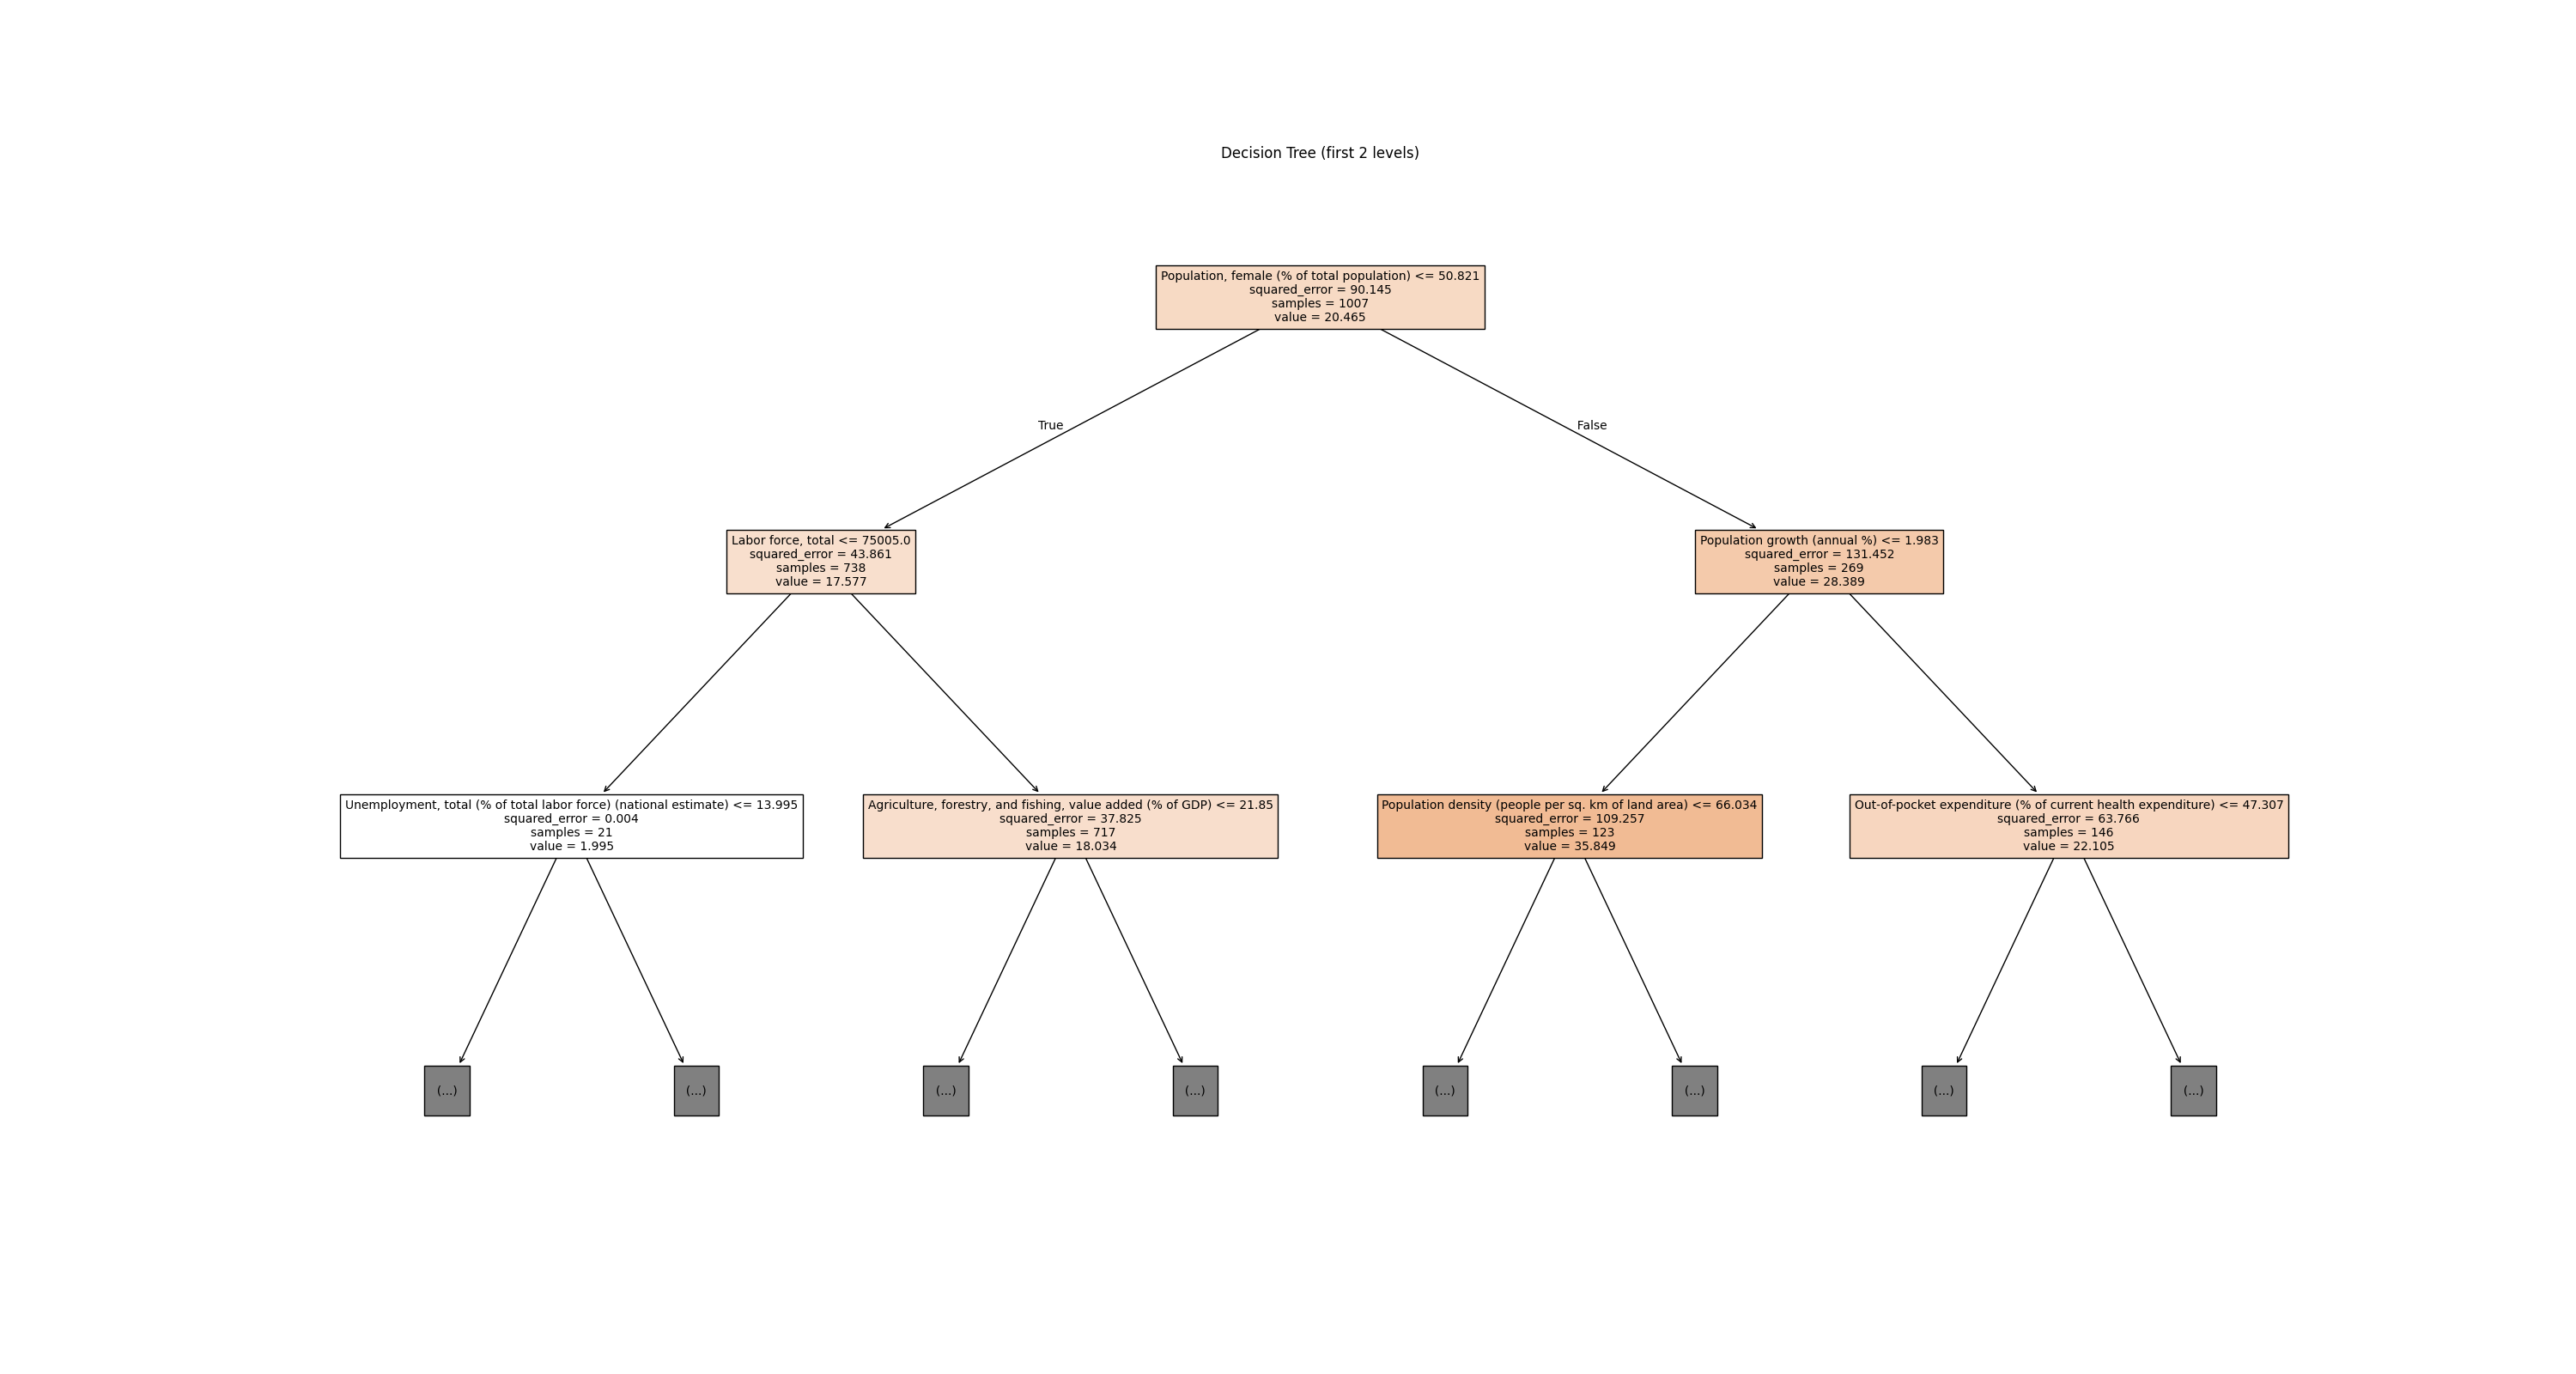 Decision Tree (first 2 levels)
Population, female (% of total population) <= 50.821
squared_error = 90.145
samples = 1007
value = 20.465
True
False
Labor force, total <= 75005.0
squared_error = 43.861
samples = 738
value = 17.577
Population growth (annual %) <= 1.983
squared_error = 131.452
samples = 269
value = 28.389
Unemployment, total (% of total labor force) (national estimate) <= 13.995
squared_error = 0.004
samples = 21
value = 1.995
Agriculture, forestry, and fishing, value added (% of GDP) <= 21.85
squared_error = 37.825
samples = 717
value = 18.034
Population density (people per sq. km of land area) <= 66.034
squared_error = 109.257
samples = 123
value = 35.849
Out-of-pocket expenditure (% of current health expenditure) <= 47.307
squared_error = 63.766
samples = 146
value = 22.105
(...)
(...)
(...)
(...)
(...)
(...)
(...)
(...)